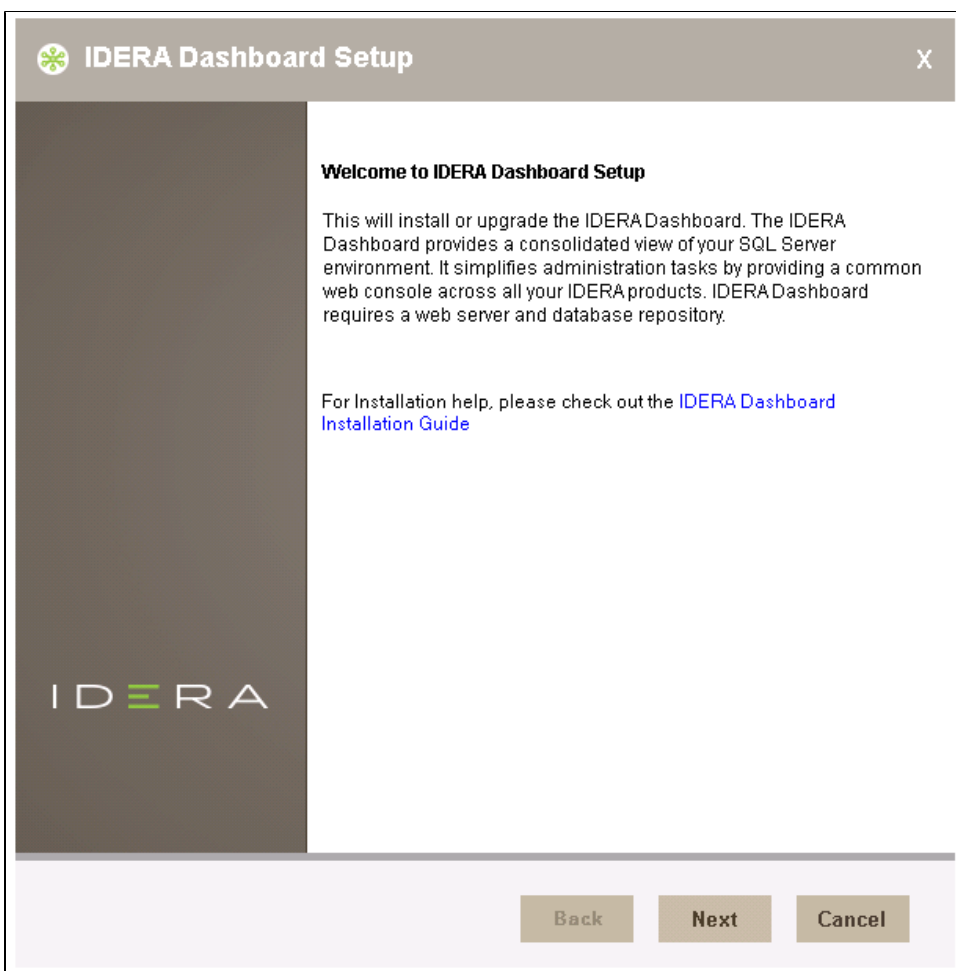 IDERA Dashboard Setup
X
Welcome to IDERA Dashboard Setup
This will install or upgrade the IDERA Dashboard. The IDERA
Dashboard provides a consolidated view of your SQL Server
environment. It simplifies administration tasks by providing a common
web console across all your IDERA products. IDERA Dashboard
requires a web server and database repository.
For Installation help, please check out the IDERA Dashboard
Installation Guide
IDERA
Back
Next
Cancel